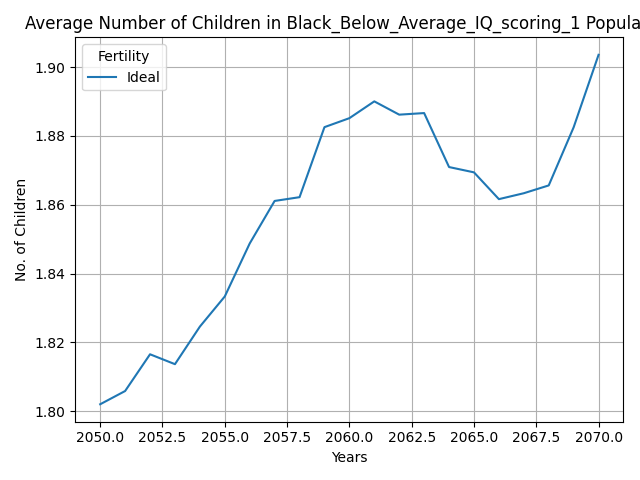 Average Number of Children in Black_Below_Average_IQ_scoring_1 Popula
Fertility
Ideal
1.90
1.88
1.86
1.84
1.82
1.80
No. of Children
2050.0 2052.5 2055.0 2057.5 2060.0 2062.5 2065.0 2067.5 2070.0
Years